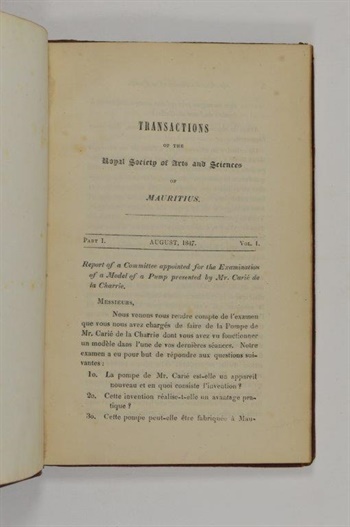 TRANSACTIONS
OF THE
Royal Society of Arts and Sciences
OF
MAURITIUS.
PART I. AUGUST, 1847. VOL. I.
Report of a Committee appointed for the Examination
of a Model of a Pump presented by Mr. Carié de
la Charrie.
MESSIEURS,
Nous venons vous rendre compte de l'examen
que vous nous avez chargés de faire de la Pompe de
Mr. Carié de la Charrie dont vous avez vu fonctionner
un modèle dans l'une de vos dernières séances. Notre
examen a eu pour but de répondre aux questions sui-
vantes :
1o. La pompe de Mr. Carié est-elle un appareil
nouveau et en quoi consiste l'invention ?
2o. Cette invention réalise-t-elle un avantage pra-
tique ?
3o. Cette pompe peut-elle être fabriquée à Mau-